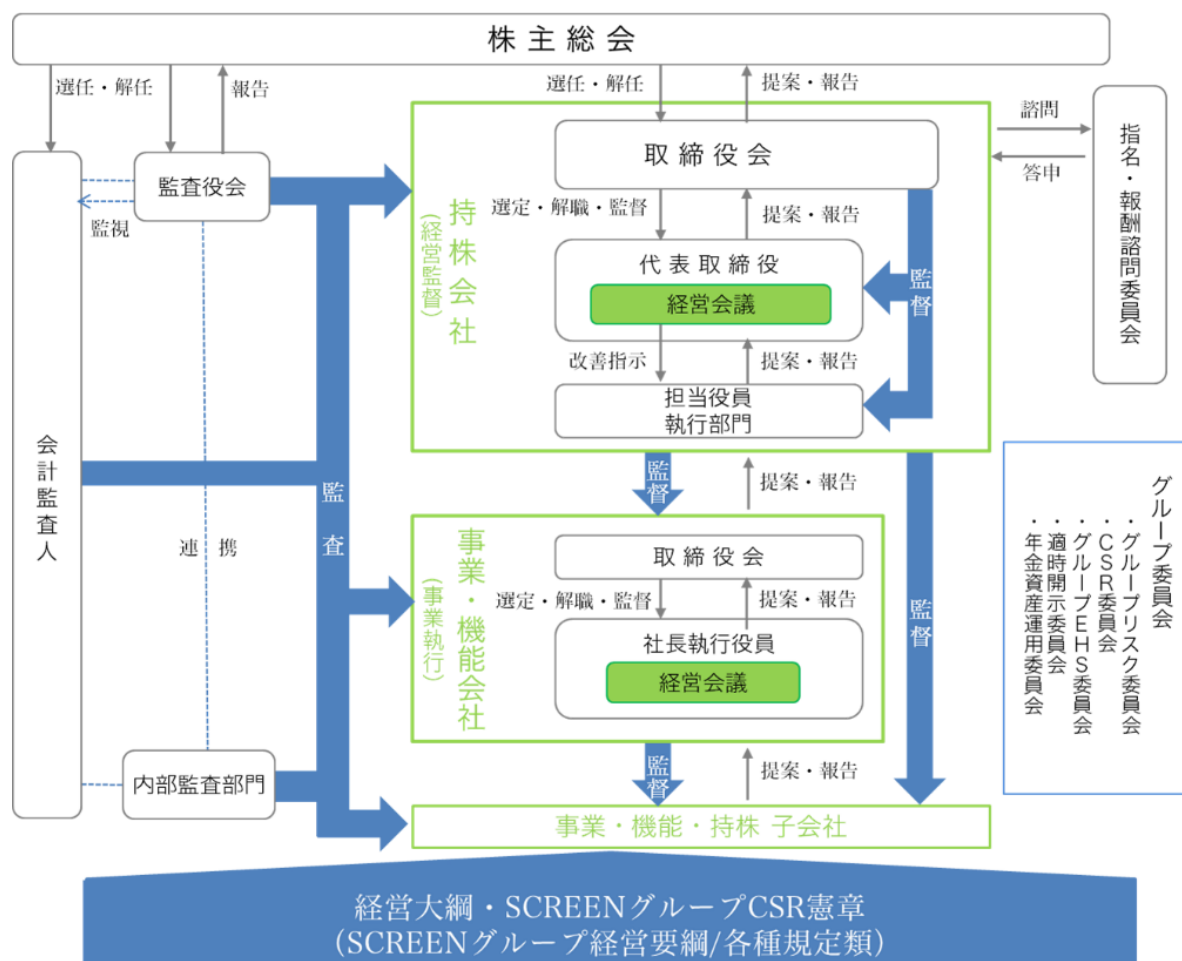 株主総会
選任・解任
報告
選任・解任
提案・報告
諮問
答申
指名・報酬諮問委員会
会計監査人
監査役会
監視
連携
内部監査部門
監査
持株会社
(経営監督)
取締役会
選定・解職・監督
提案・報告
代表取締役
経営会議
監督
改善指示
提案・報告
担当役員
執行部門
監督
提案・報告
監督
事業・機能会社
(事業執行)
取締役会
選定・解職・監督
提案・報告
社長執行役員
経営会議
監督
提案・報告
事業・機能・持株 子会社
グループ委員会
・グループリスク委員会
・CSR委員会
・グループEHS委員会
・適時開示委員会
・年金資産運用委員会
経営大綱・SCREENグループCSR憲章
(SCREENグループ経営要綱/各種規定類)